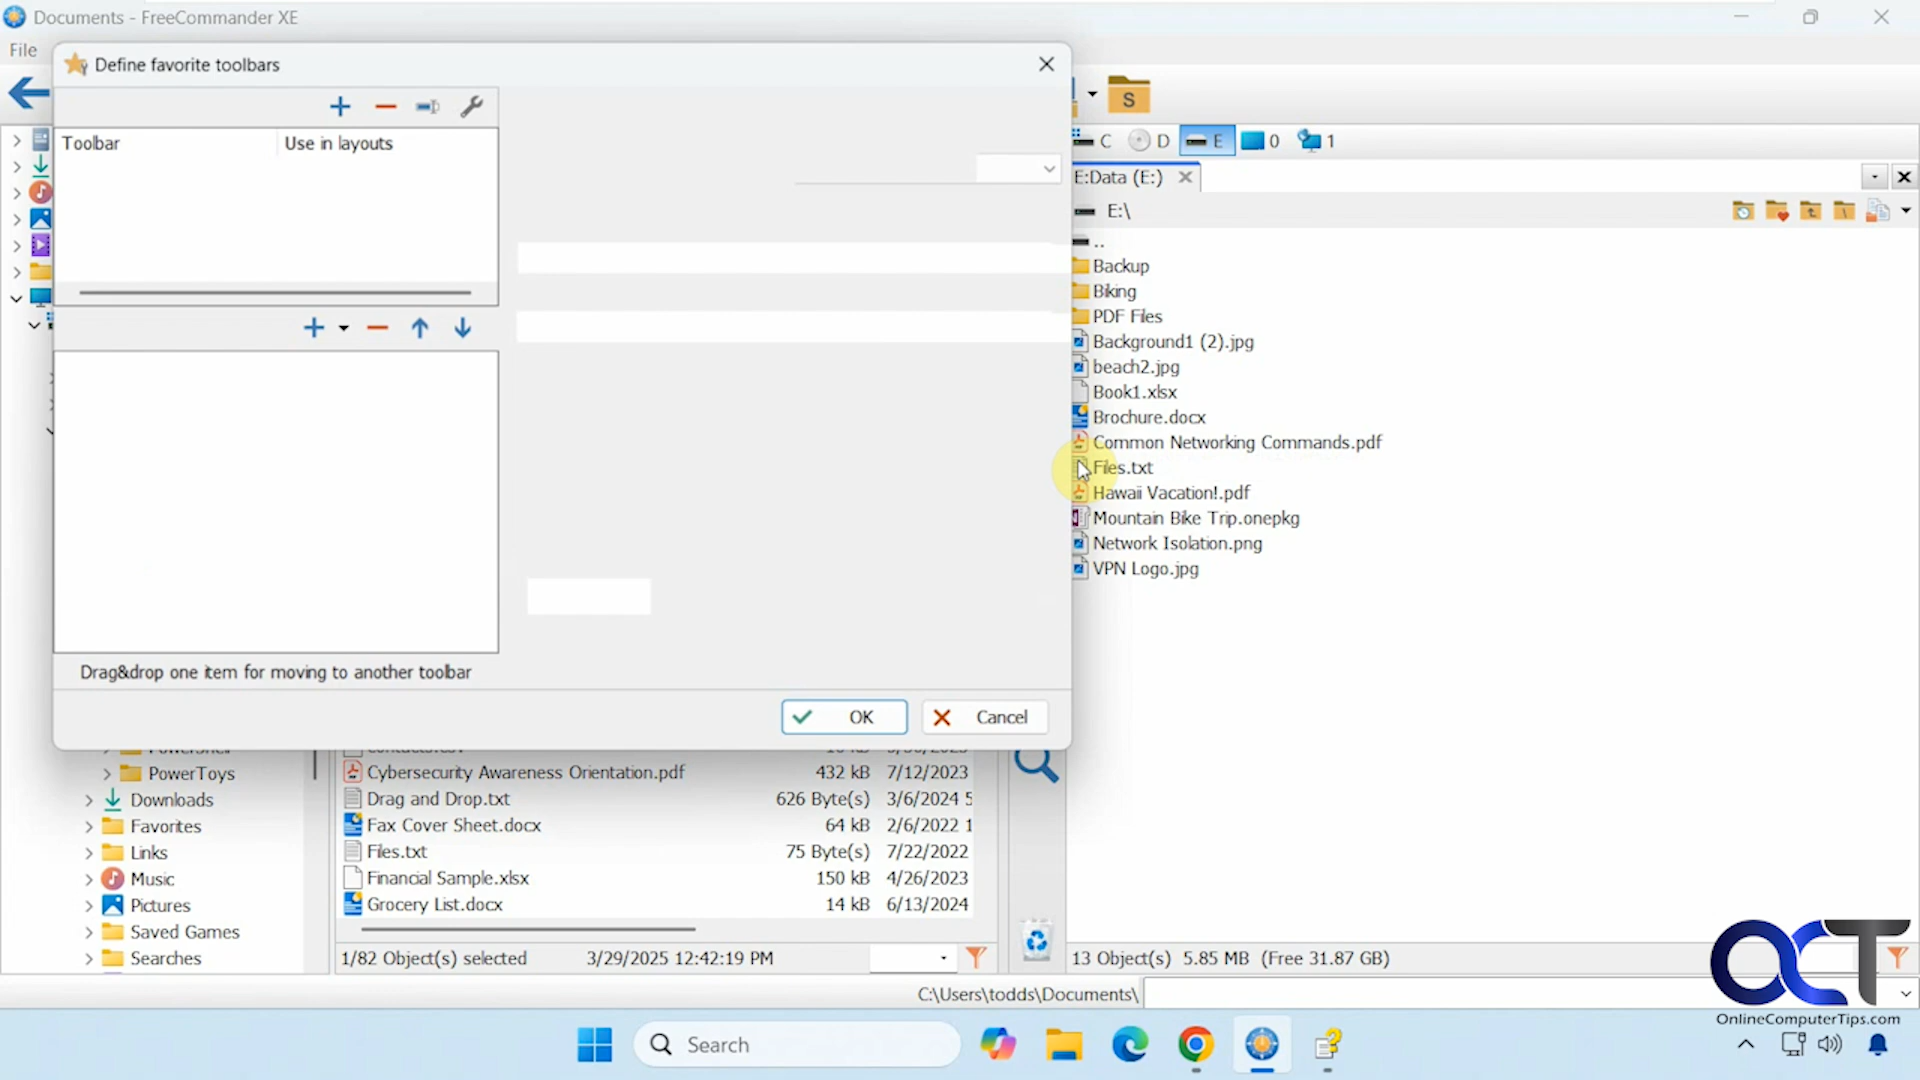 Documents - FreeCommander XE
File
Define favorite toolbars
Toolbar
Use in layouts
Drag&drop one item for moving to another toolbar
OK
Cancel
S
C
D
E
0
1
E:Data (E:)
E:\
..
Backup
Biking
PDF Files
Background1 (2).jpg
beach2.jpg
Book1.xlsx
Brochure.docx
Common Networking Commands.pdf
Files.txt
Hawaii Vacation!.pdf
Mountain Bike Trip.onepkg
Network Isolation.png
VPN Logo.jpg
PowerToys
Downloads
Favorites
Links
Music
Pictures
Saved Games
Searches
Cybersecurity Awareness Orientation.pdf 432 kB 7/12/2023
Drag and Drop.txt 626 Byte(s) 3/6/2024 5
Fax Cover Sheet.docx 64 kB 2/6/2022 1
Files.txt 75 Byte(s) 7/22/2022
Financial Sample.xlsx 150 kB 4/26/2023
Grocery List.docx 14 kB 6/13/2024
1/82 Object(s) selected 3/29/2025 12:42:19 PM
13 Object(s) 5.85 MB (Free 31.87 GB)
C:\Users\todds\Documents\
OCT
OnlineComputerTips.com
Search